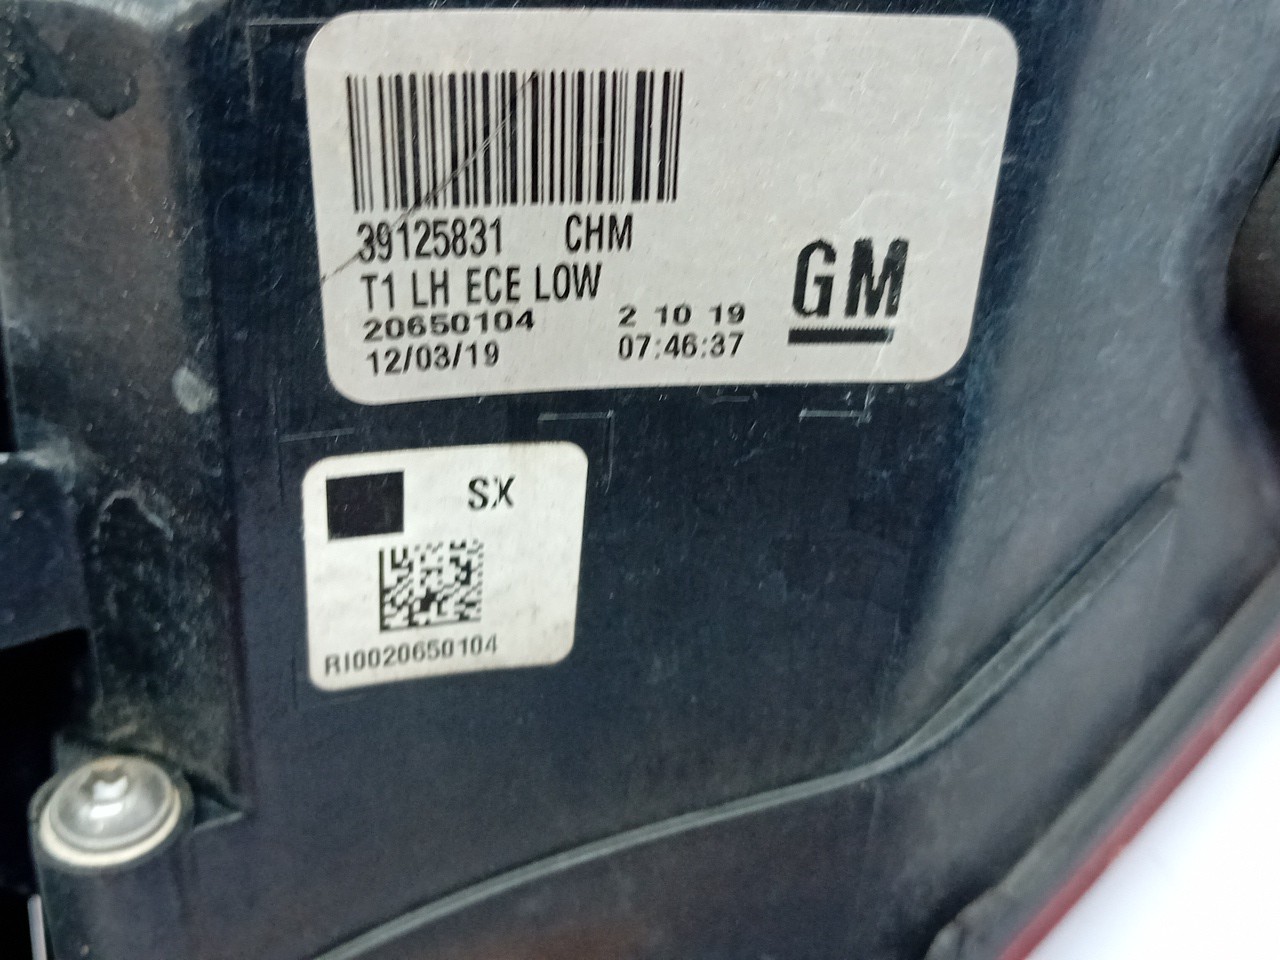 39125831 CHM
T1 LH ECE LOW
20650104 2 10 19
12/03/19 07:46:37
GM
SX
RI0020650104